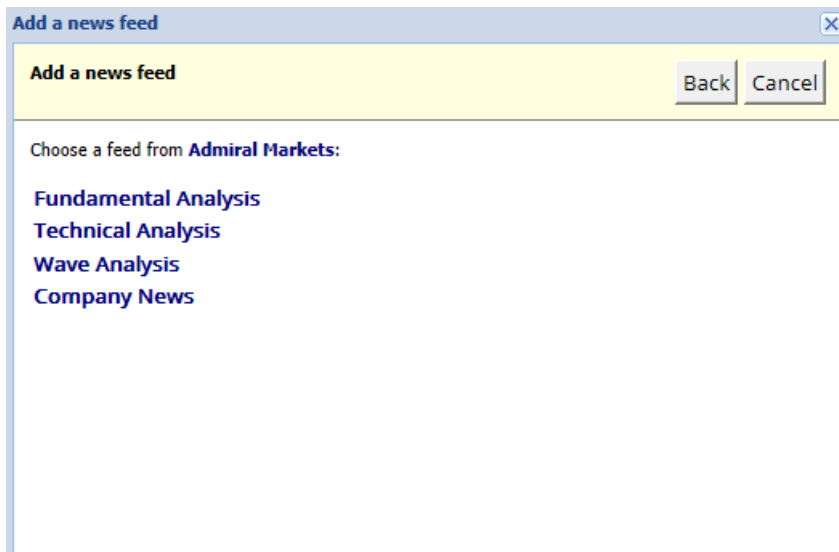 Add a news feed
Add a news feed
Back Cancel
Choose a feed from Admiral Markets:
Fundamental Analysis
Technical Analysis
Wave Analysis
Company News